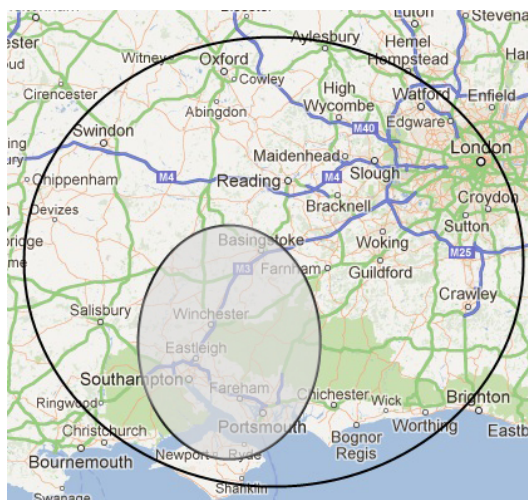 Luton
Stevena
Aylesbury
Hemel
Hempstead
Witney
Oxford
Cowley
Cirencester
High
Wycombe
Watford
Enfield
Abingdon
Edgware
Swindon
M40
Maidenhead
London
Slough
Chippenham
M4
Reading
M4
Bracknell
Croydon
Devizes
Sutton
Basingstoke
Woking
M25
M3
Farnham
Guildford
Crawley
Salisbury
Winchester
Eastleigh
Southampton
Fareham
Chichester
Wick
Brighton
Ringwood
Portsmouth
Worthing
Christchurch
Bognor
Regis
Eastb
Bournemouth
Newport
Ryde
Shanklin
Swanage